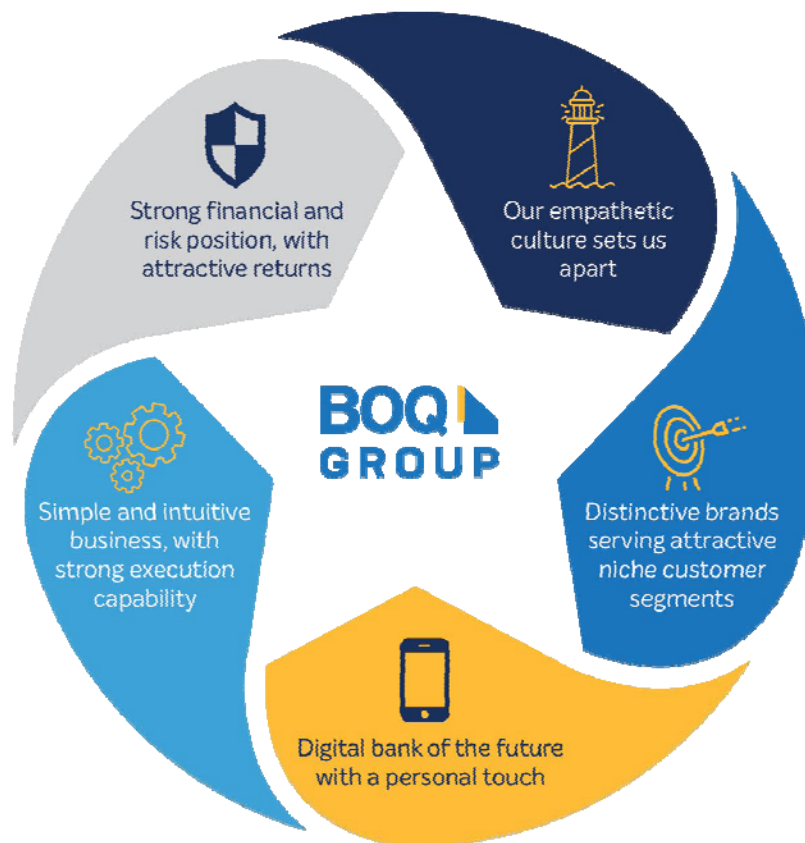 Strong financial and
risk position, with
attractive returns
Our empathetic
culture sets us
apart
BOQ
GROUP
Simple and intuitive
business, with
strong execution
capability
Distinctive brands
serving attractive
niche customer
segments
Digital bank of the future
with a personal touch